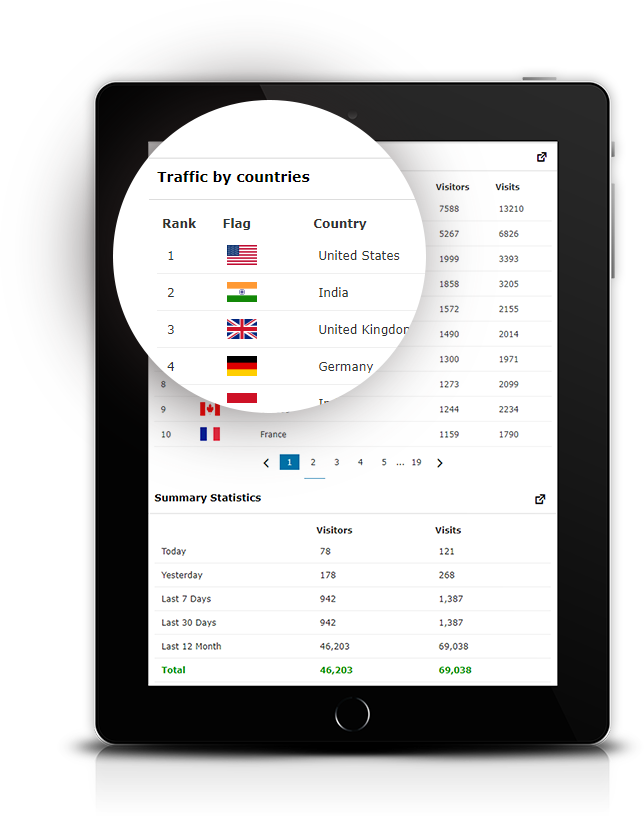 Traffic by countries
Rank Flag Country Visitors Visits
1 United States 7588 13210
2 India 5267 6826
3 United Kingdom 1999 3393
4 Germany 1858 3205
1572 2155
1490 2014
1300 1971
8 1273 2099
9 1244 2234
10 France 1159 1790
1 2 3 4 5 ... 19
Summary Statistics
Visitors Visits
Today 78 121
Yesterday 178 268
Last 7 Days 942 1,387
Last 30 Days 942 1,387
Last 12 Month 46,203 69,038
Total 46,203 69,038